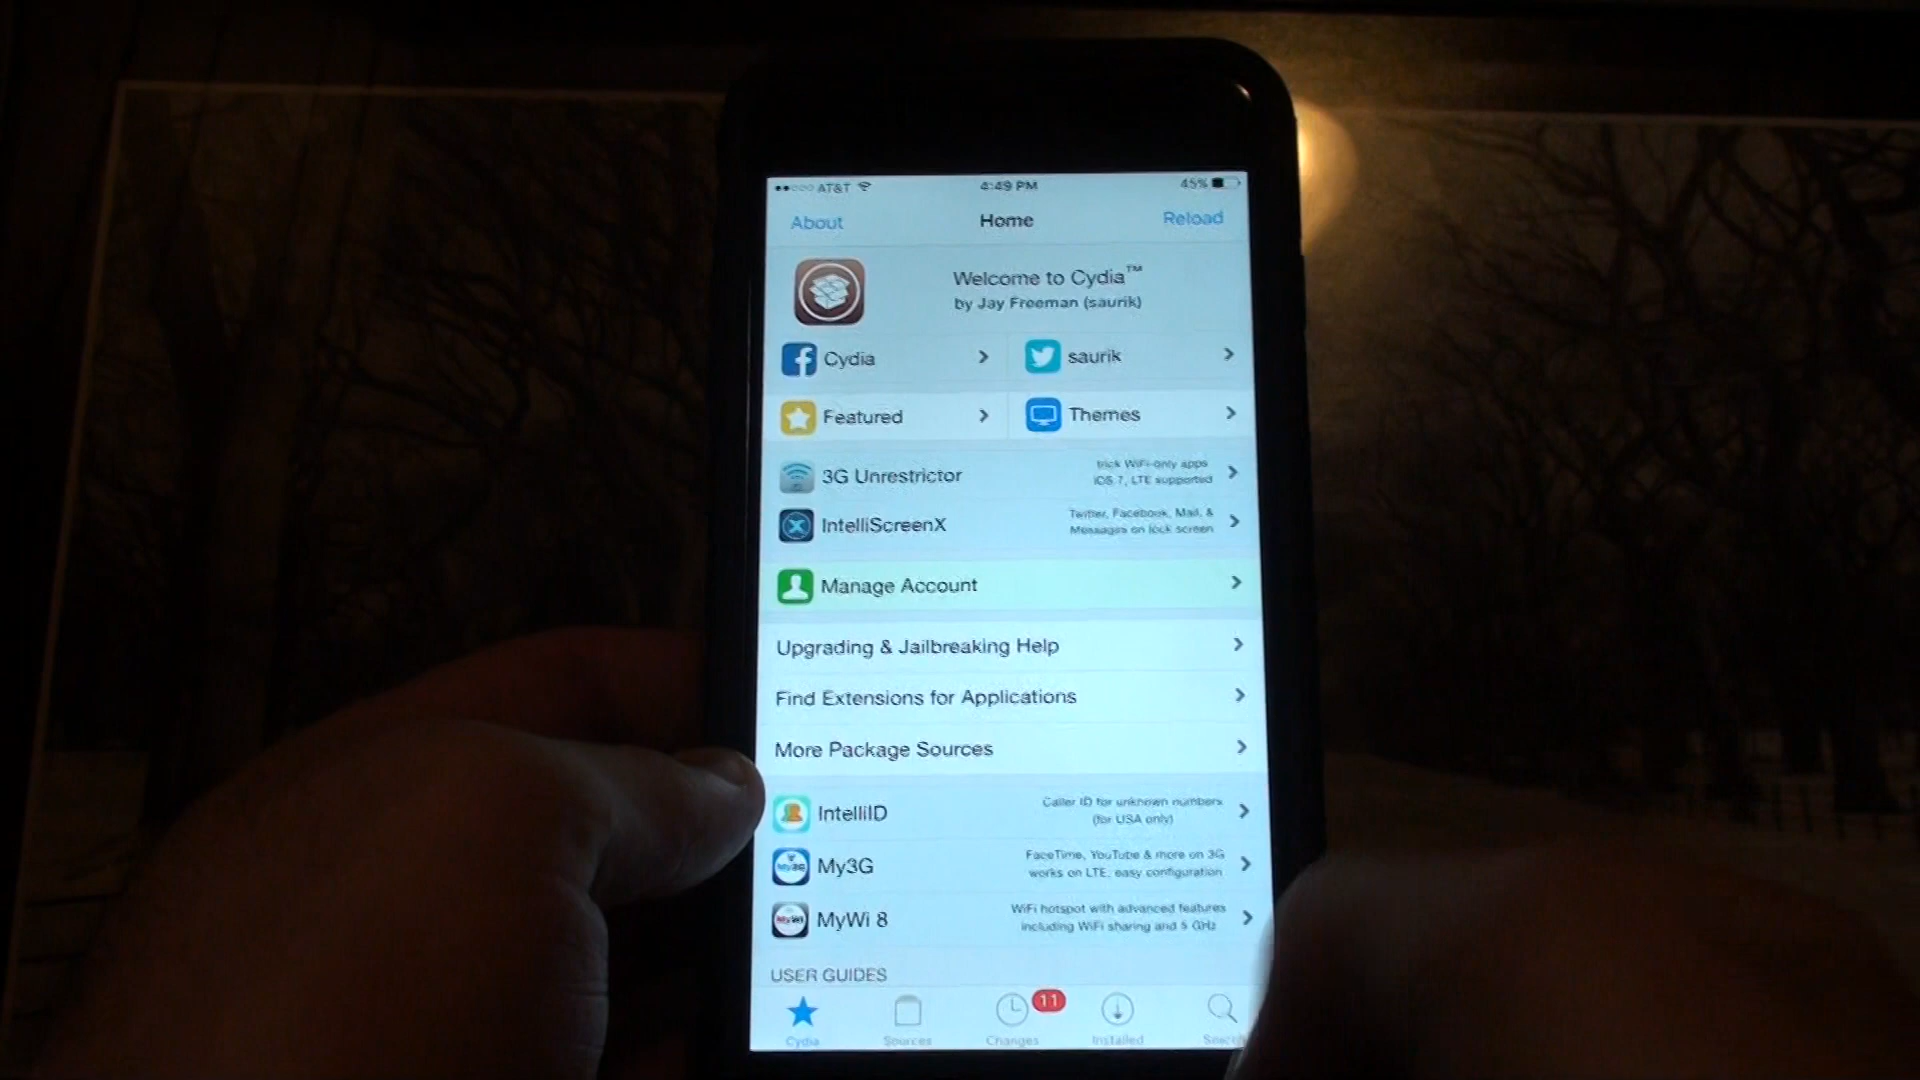 AT&T 4:49 PM 45%
About Home Reload
Welcome to Cydia™
by Jay Freeman (saurik)
Cydia saurik
Featured Themes
3G Unrestrictor
trick WiFi-only apps
iOS 7, LTE supported
IntelliScreenX
Twitter, Facebook, Mail, &
Messages on lock screen
Manage Account
Upgrading & Jailbreaking Help
Find Extensions for Applications
More Package Sources
IntelliID
Caller ID for unknown numbers
(for USA only)
My3G
FaceTime, YouTube & more on 3G
works on LTE, easy configuration
MyWi 8
WiFi hotspot with advanced features
including WiFi sharing and 5 GHz
USER GUIDES
11
Cydia Sources Changes Installed Search